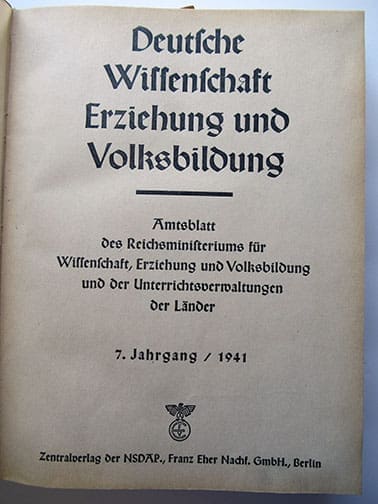 Deutsche
Wissenschaft
Erziehung und
Volksbildung
Amtsblatt
des Reichsministeriums für
Wissenschaft, Erziehung und Volksbildung
und der Unterrichtsverwaltungen
der Länder
7. Jahrgang / 1941
Zentralverlag der NSDAP., Franz Eher Nachf. GmbH., Berlin